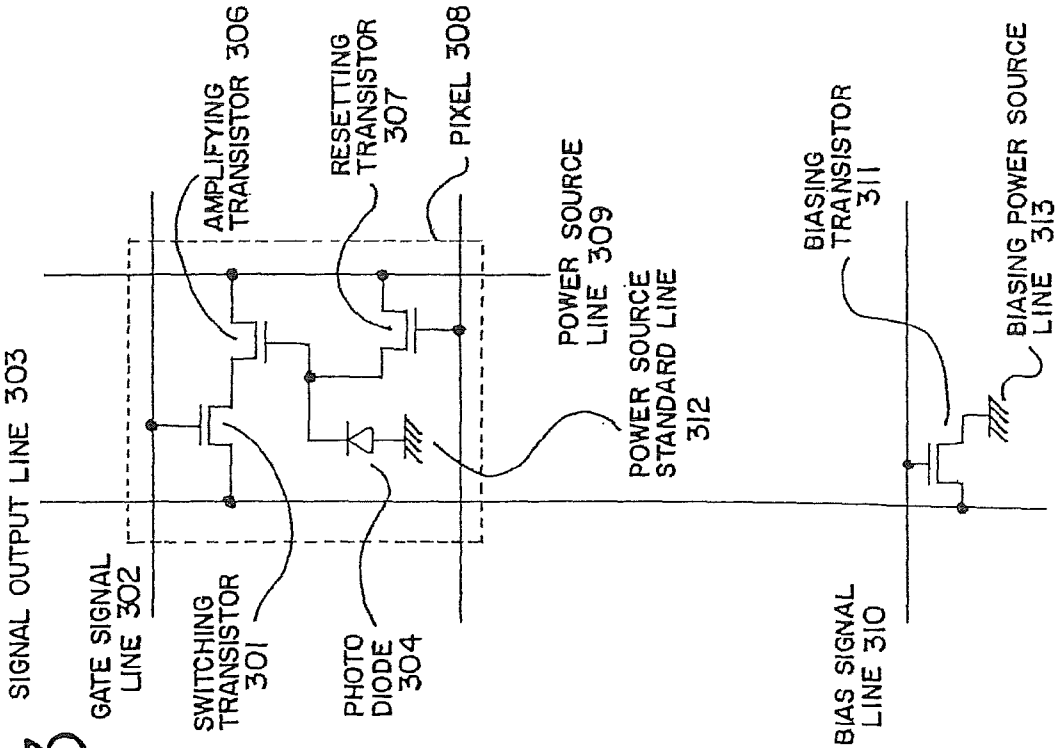 3
SIGNAL OUTPUT LINE 303
GATE SIGNAL
LINE 302
SWITCHING
TRANSISTOR
301
PHOTO
DIODE
304
AMPLIFYING
TRANSISTOR 306
RESETTING
TRANSISTOR
307
PIXEL 308
POWER SOURCE
LINE 309
POWER SOURCE
STANDARD LINE
312
BIAS SIGNAL
LINE 310
BIASING
TRANSISTOR
311
BIASING POWER SOURCE
LINE 313